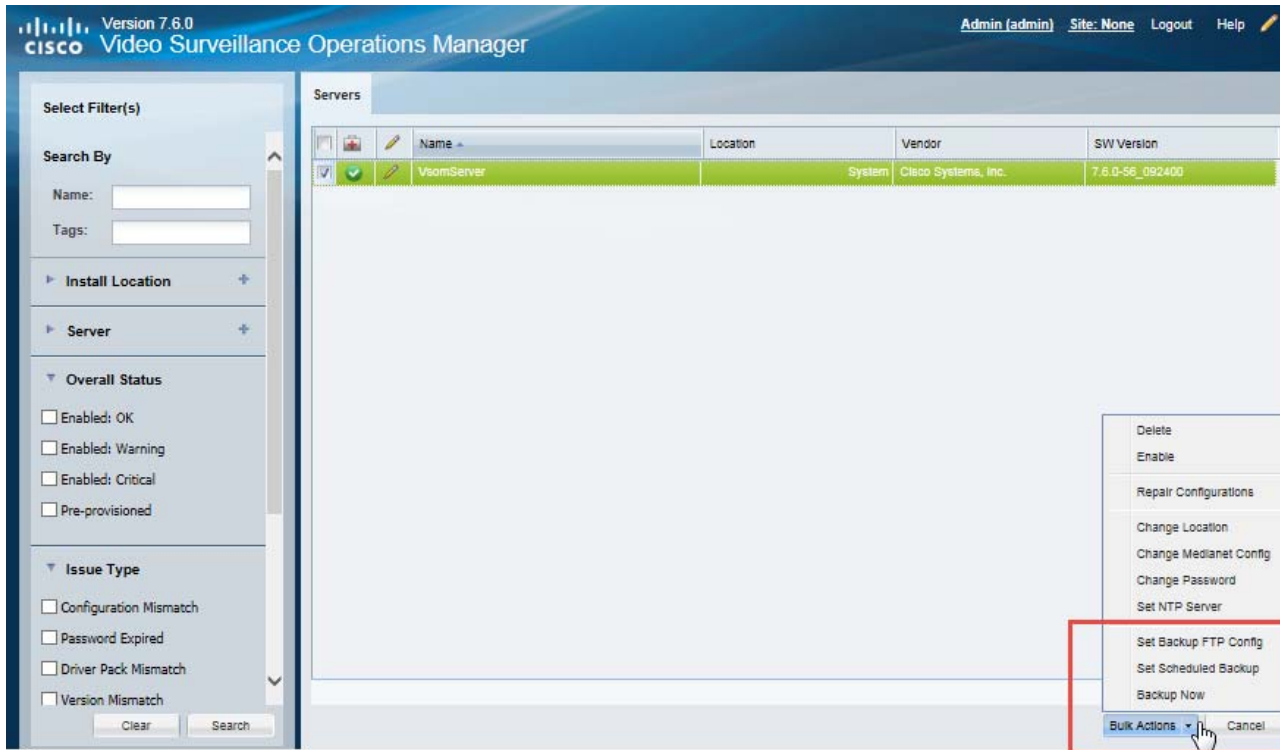 Version 7.6.0
CISCO Video Surveillance Operations Manager
Admin (admin) Site: None Logout Help
Select Filter(s)
Search By
Name:
Tags:
Install Location
Server
Overall Status
Enabled: OK
Enabled: Warning
Enabled: Critical
Pre-provisioned
Issue Type
Configuration Mismatch
Password Expired
Driver Pack Mismatch
Version Mismatch
Clear Search
Servers
Name Location Vendor SW Version
VsomServer System Cisco Systems, Inc. 7.6.0-56_092400
Delete
Enable
Repair Configurations
Change Location
Change Medianet Config
Change Password
Set NTP Server
Set Backup FTP Config
Set Scheduled Backup
Backup Now
Bulk Actions Cancel